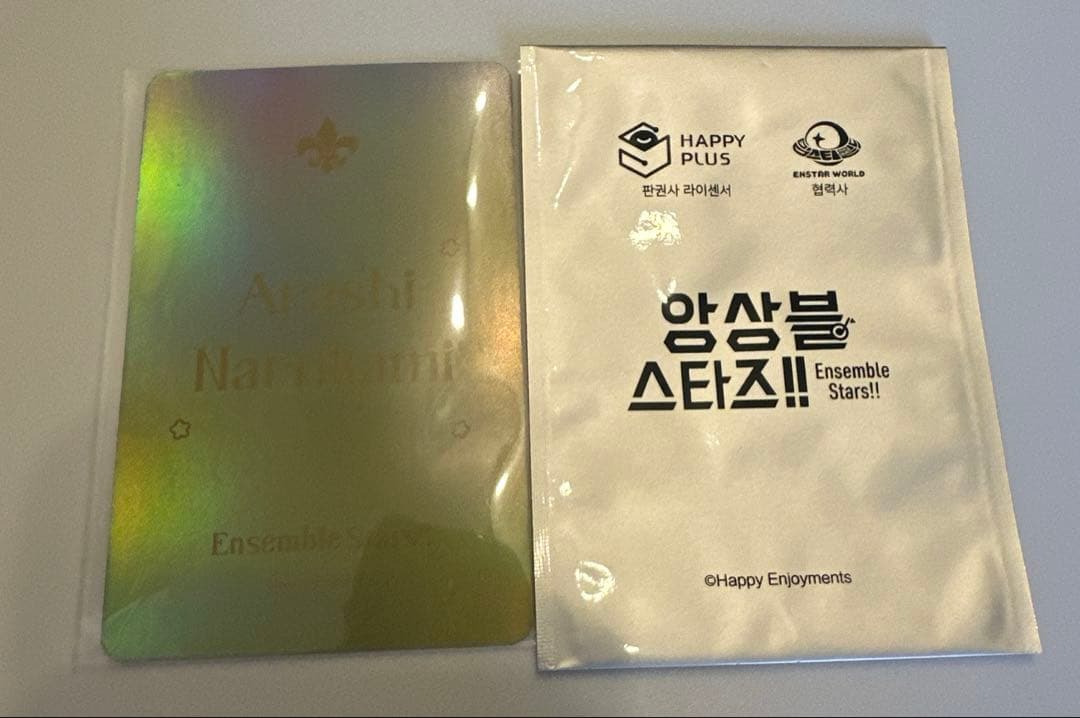 Arashi
Narukami
Ensemble Stars!!
HAPPY
PLUS
판권사 라이센서
ENSTAR WORLD
협력사
앙상블
스타즈!!
Ensemble
Stars!!
©Happy Enjoyments